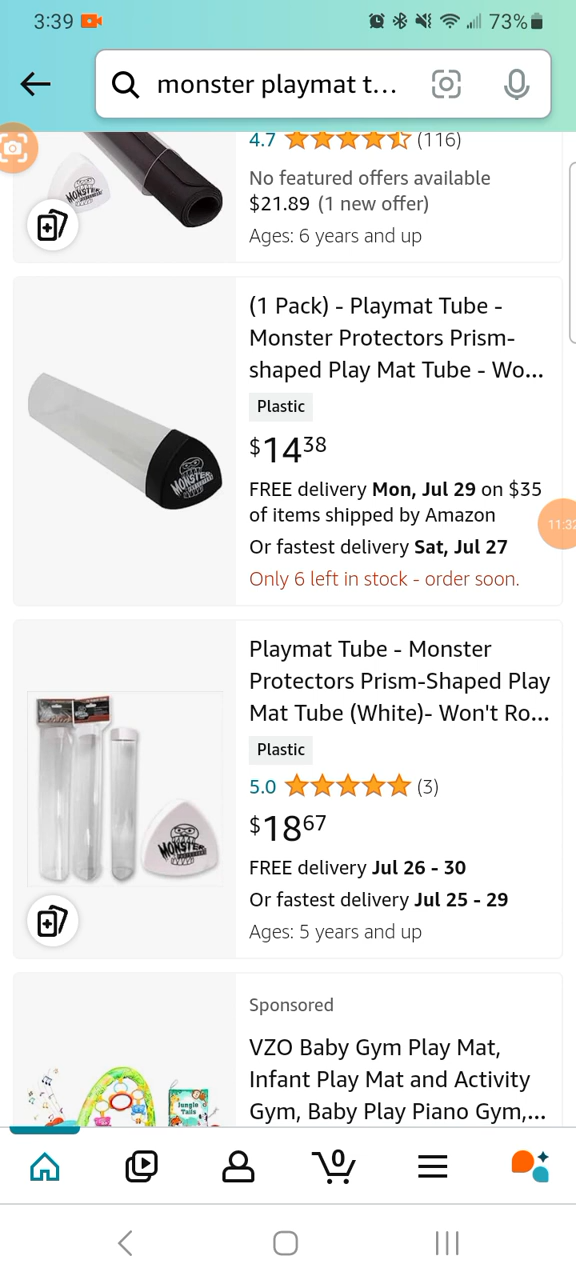 3:39
73%
monster playmat t...
4.7 (116)
No featured offers available
$21.89 (1 new offer)
Ages: 6 years and up
MONSTER
(1 Pack) - Playmat Tube -
Monster Protectors Prism-
shaped Play Mat Tube - Wo...
Plastic
$14 38
FREE delivery Mon, Jul 29 on $35
of items shipped by Amazon
Or fastest delivery Sat, Jul 27
Only 6 left in stock - order soon.
MONSTER
11:32
Playmat Tube - Monster
Protectors Prism-Shaped Play
Mat Tube (White)- Won't Ro...
Plastic
5.0 (3)
$18 67
FREE delivery Jul 26 - 30
Or fastest delivery Jul 25 - 29
Ages: 5 years and up
MONSTER
Sponsored
VZO Baby Gym Play Mat,
Infant Play Mat and Activity
Gym, Baby Play Piano Gym,...
Jungle
Tails
0